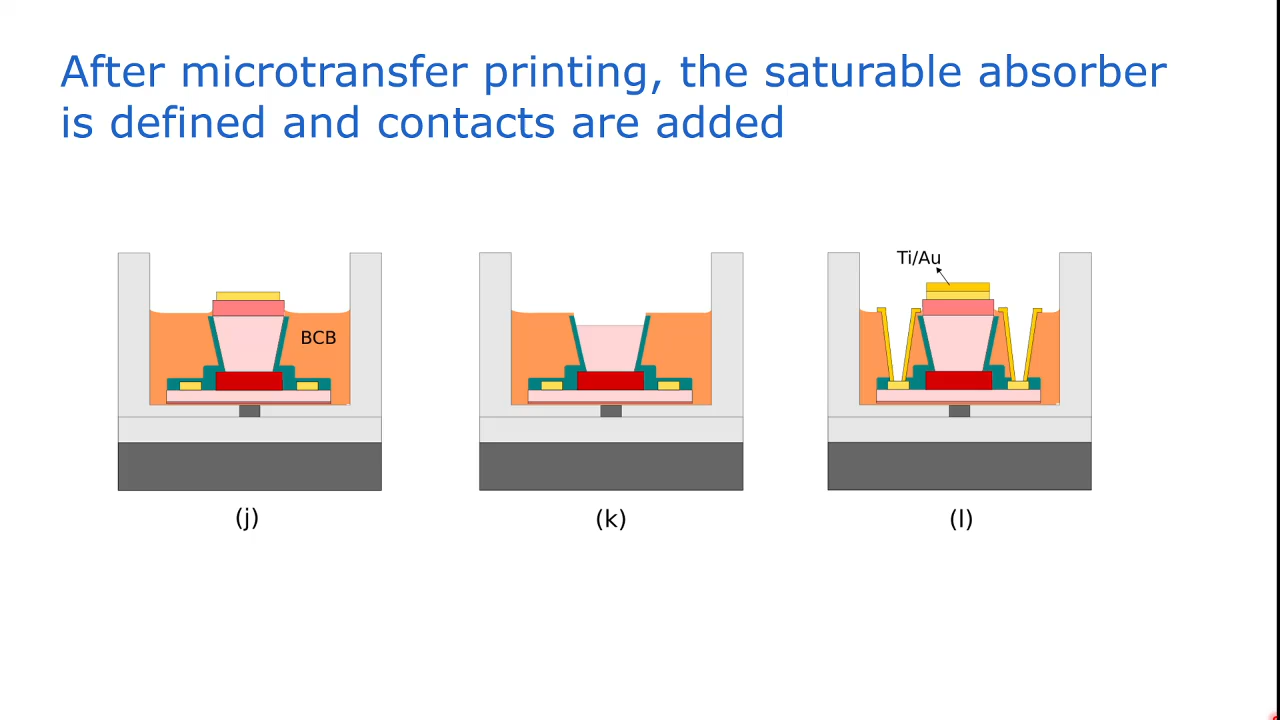 After microtransfer printing, the saturable absorber
is defined and contacts are added
Ti/Au
BCB
(j)
(k)
(l)